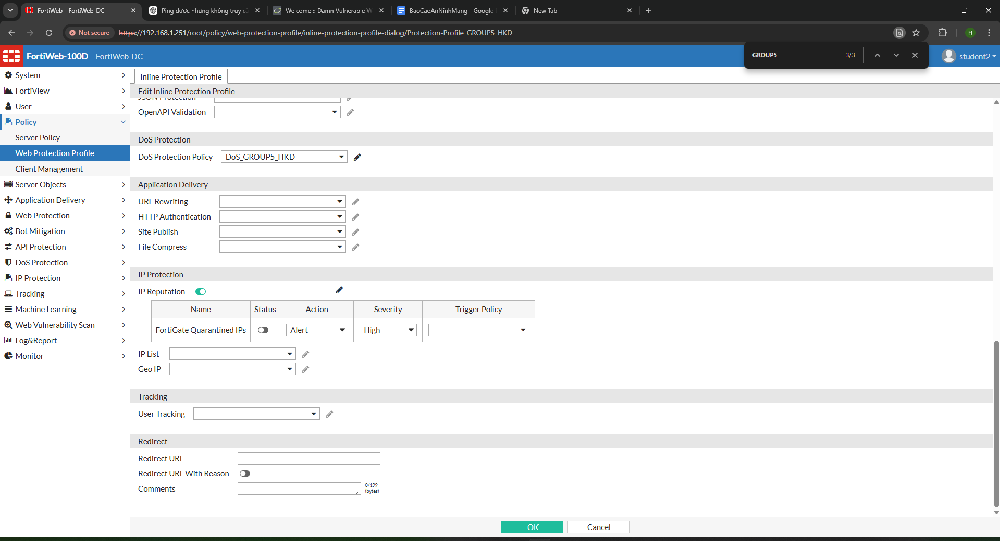 FortiWeb - FortiWeb-DC
Ping được nhưng không truy cậ
Welcome :: Damn Vulnerable W
BaoCaoAnNinhMang - Google
New Tab
Not secure
https://192.168.1.251/root/policy/web-protection-profile/inline-protection-profile-dialog/Protection-Profile_GROUP5_HKD
H
GROUP5
3/3
FortiWeb-100D
FortiWeb-DC
student2
System
FortiView
User
Policy
Server Policy
Web Protection Profile
Client Management
Server Objects
Application Delivery
Web Protection
Bot Mitigation
API Protection
DoS Protection
IP Protection
Tracking
Machine Learning
Web Vulnerability Scan
Log&Report
Monitor
Inline Protection Profile
Edit Inline Protection Profile
JSON Protection
OpenAPI Validation
DoS Protection
DoS Protection Policy
DoS_GROUP5_HKD
Application Delivery
URL Rewriting
HTTP Authentication
Site Publish
File Compress
IP Protection
IP Reputation
Name
Status
Action
Severity
Trigger Policy
FortiGate Quarantined IPs
Alert
High
IP List
Geo IP
Tracking
User Tracking
Redirect
Redirect URL
Redirect URL With Reason
Comments
0/199
(bytes)
OK
Cancel